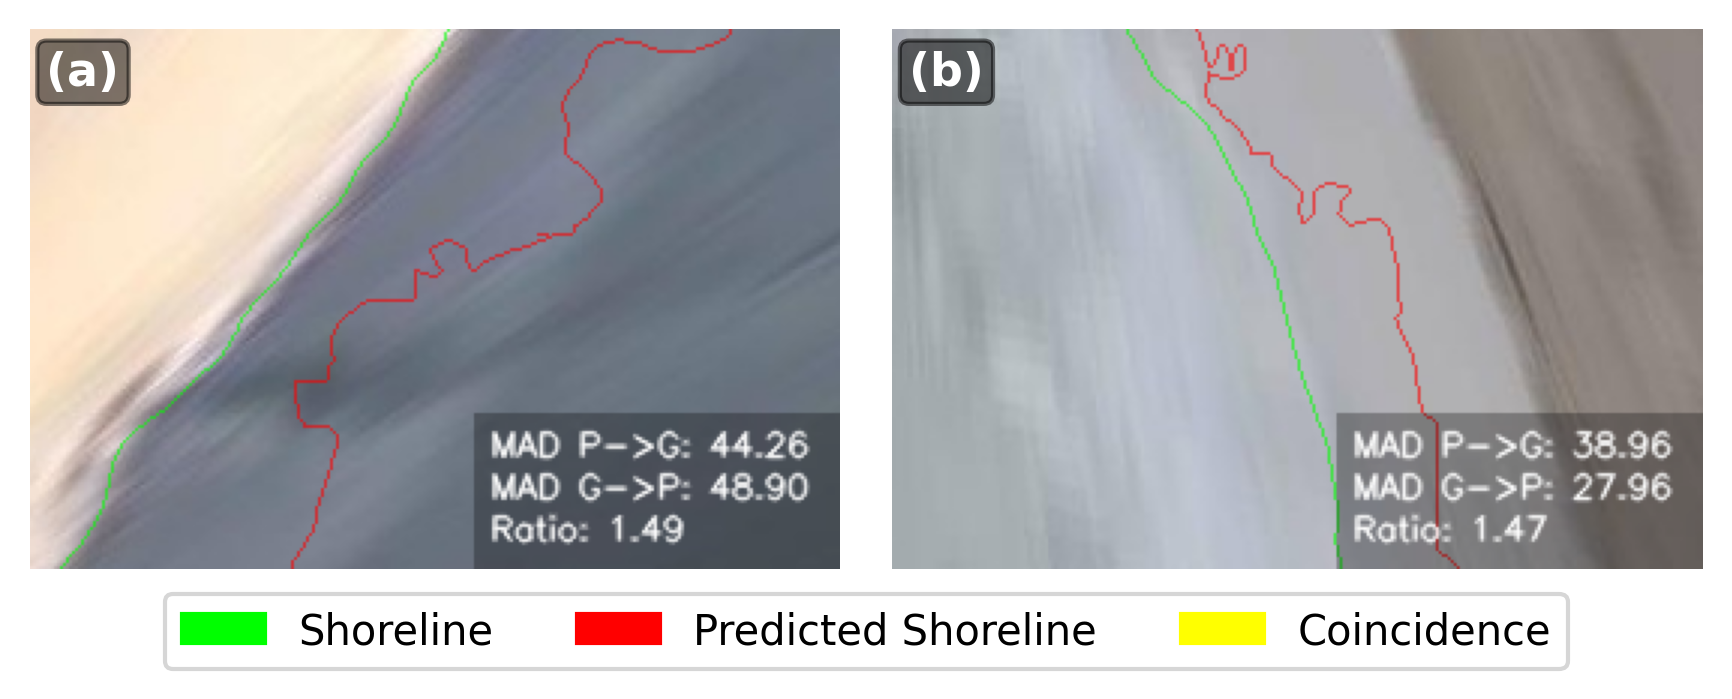 (a)
MAD P->G: 44.26
MAD G->P: 48.90
Ratio: 1.49
(b)
MAD P->G: 38.96
MAD G->P: 27.96
Ratio: 1.47
Shoreline
Predicted Shoreline
Coincidence